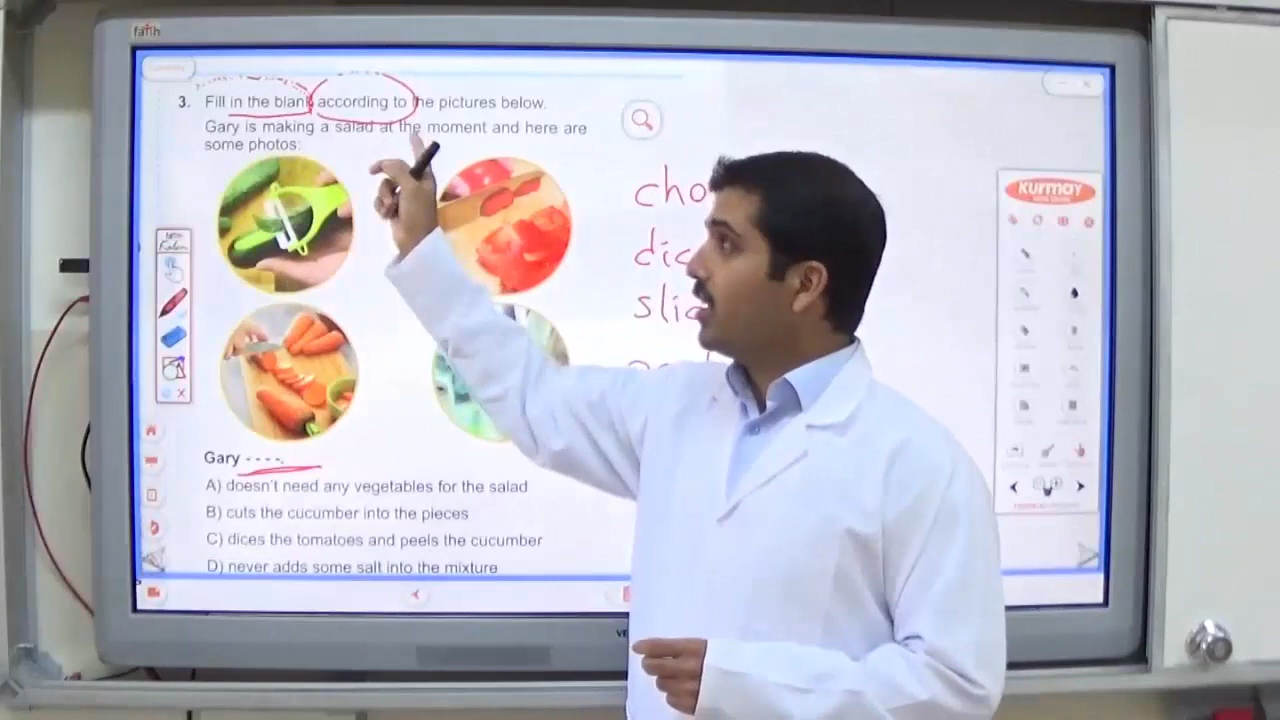 fatih
3. Fill in the blank according to the pictures below.
Gary is making a salad at the moment and here are
some photos:
cho
dic
slic
KURMAY
Kalem
Gary ----.
A) doesn't need any vegetables for the salad
B) cuts the cucumber into the pieces
C) dices the tomatoes and peels the cucumber
D) never adds some salt into the mixture
VE